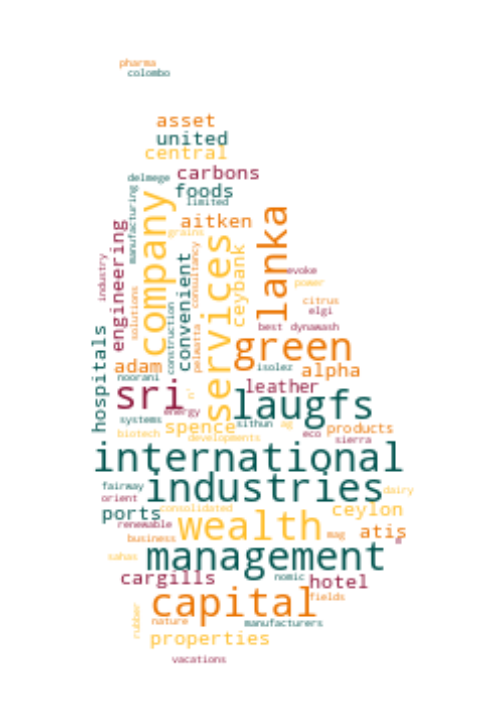 pharma
colombo
asset
united
central
carbons
delmege
foods
limited
manufacturing
company
aitken
grains
lanka
engineering
industry
solutions
convenient
consultancy
services
ceybank
evoke
power
citrus
elgi
construction
pelwatta
best dynawash
hospitals
green
adam
isolez
alpha
noorani
leather
sri
n'
laugfs
energy
systems
spence
sithun
ag
products
biotech
developments
eco
sierra
international
fairway
industries
dairy
orient
consolidated
ceylon
ports
renewable
wealth
business
mag
atis
sahas
management
cargills
nomic
hotel
capital
fields
rubber
nature
manufacturers
properties
vacations